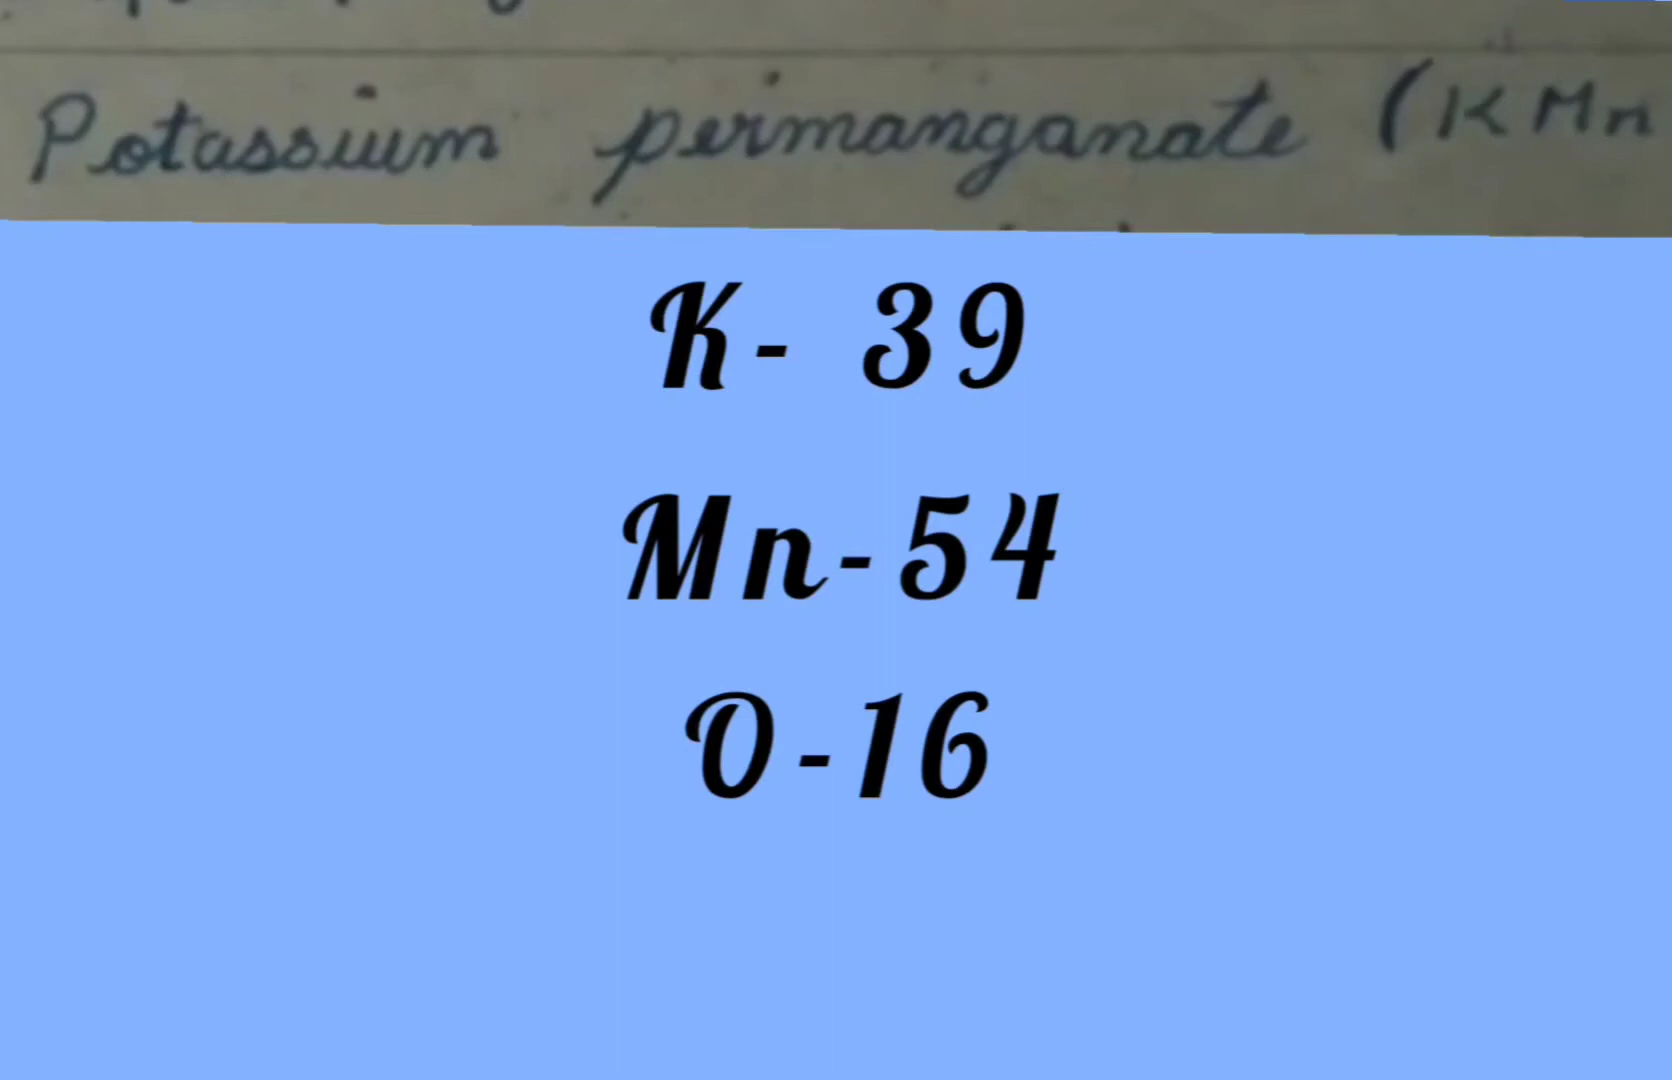 Potassium permanganate (KMn
K- 39
Mn-54
O-16